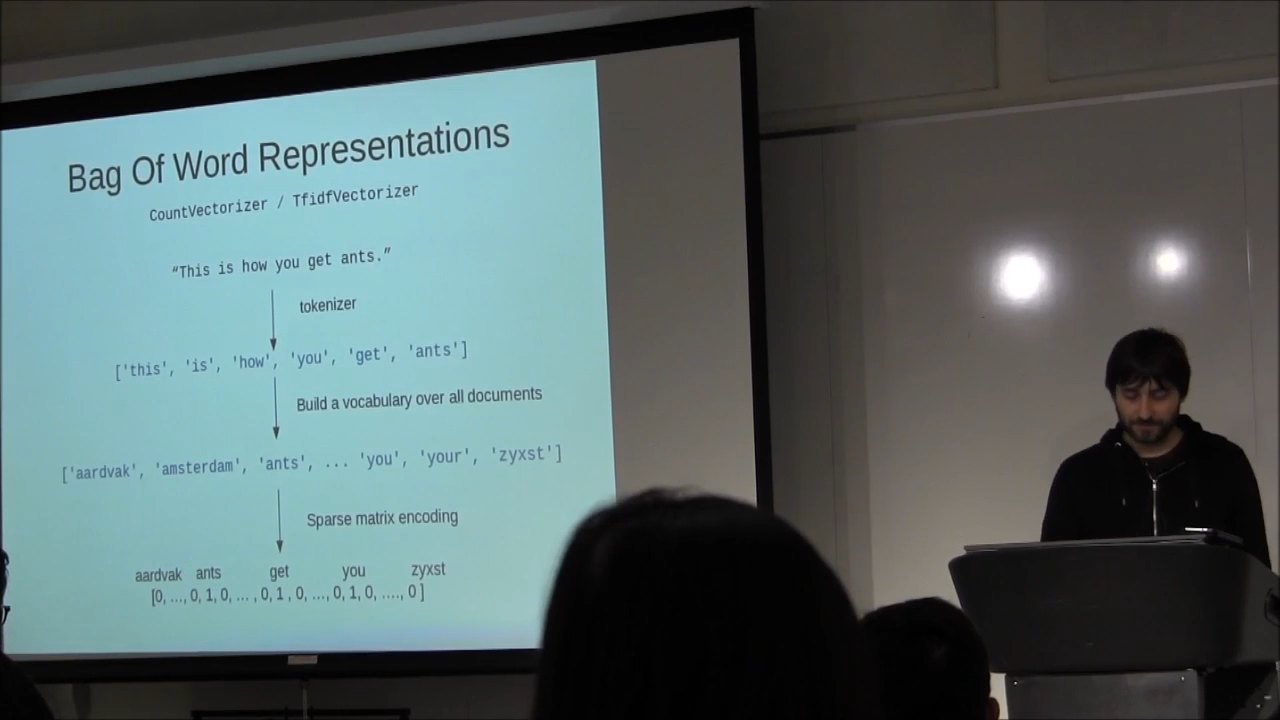 Bag Of Word Representations
CountVectorizer / TfidfVectorizer
“This is how you get ants.”
tokenizer
['this', 'is', 'how', 'you', 'get', 'ants']
Build a vocabulary over all documents
['aardvak', 'amsterdam', 'ants', ... 'you', 'your', 'zyxst']
Sparse matrix encoding
aardvak ants get you zyxst
[0, ..., 0, 1, 0, ... , 0, 1 , 0, ..., 0, 1, 0, ...., 0 ]